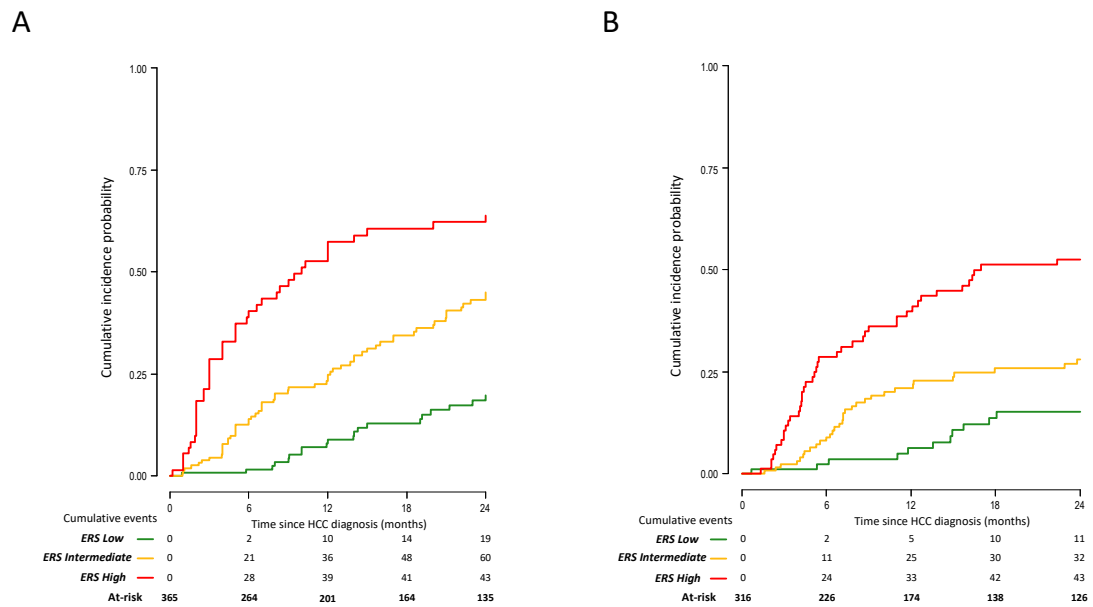 A
B
1.00
0.75
0.50
0.25
0.00
Cumulative incidence probability
0 6 12 18 24
Time since HCC diagnosis (months)
Cumulative events
ERS Low 0 2 10 14 19
ERS Intermediate 0 21 36 48 60
ERS High 0 28 39 41 43
At-risk 365 264 201 164 135
1.00
0.75
0.50
0.25
0.00
Cumulative incidence probability
0 6 12 18 24
Time since HCC diagnosis (months)
Cumulative events
ERS Low 0 2 5 10 11
ERS Intermediate 0 11 25 30 32
ERS High 0 24 33 42 43
At-risk 316 226 174 138 126